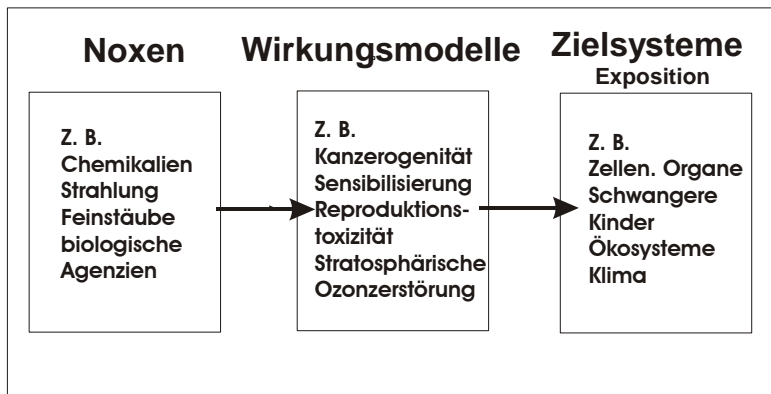 Noxen
Z. B.
Chemikalien
Strahlung
Feinstäube
biologische
Agenzien
Wirkungsmodelle
Z. B.
Kanzerogenität
Sensibilisierung
Reproduktions-
toxizität
Stratosphärische
Ozonzerstörung
Zielsysteme
Exposition
Z. B.
Zellen. Organe
Schwangere
Kinder
Ökosysteme
Klima